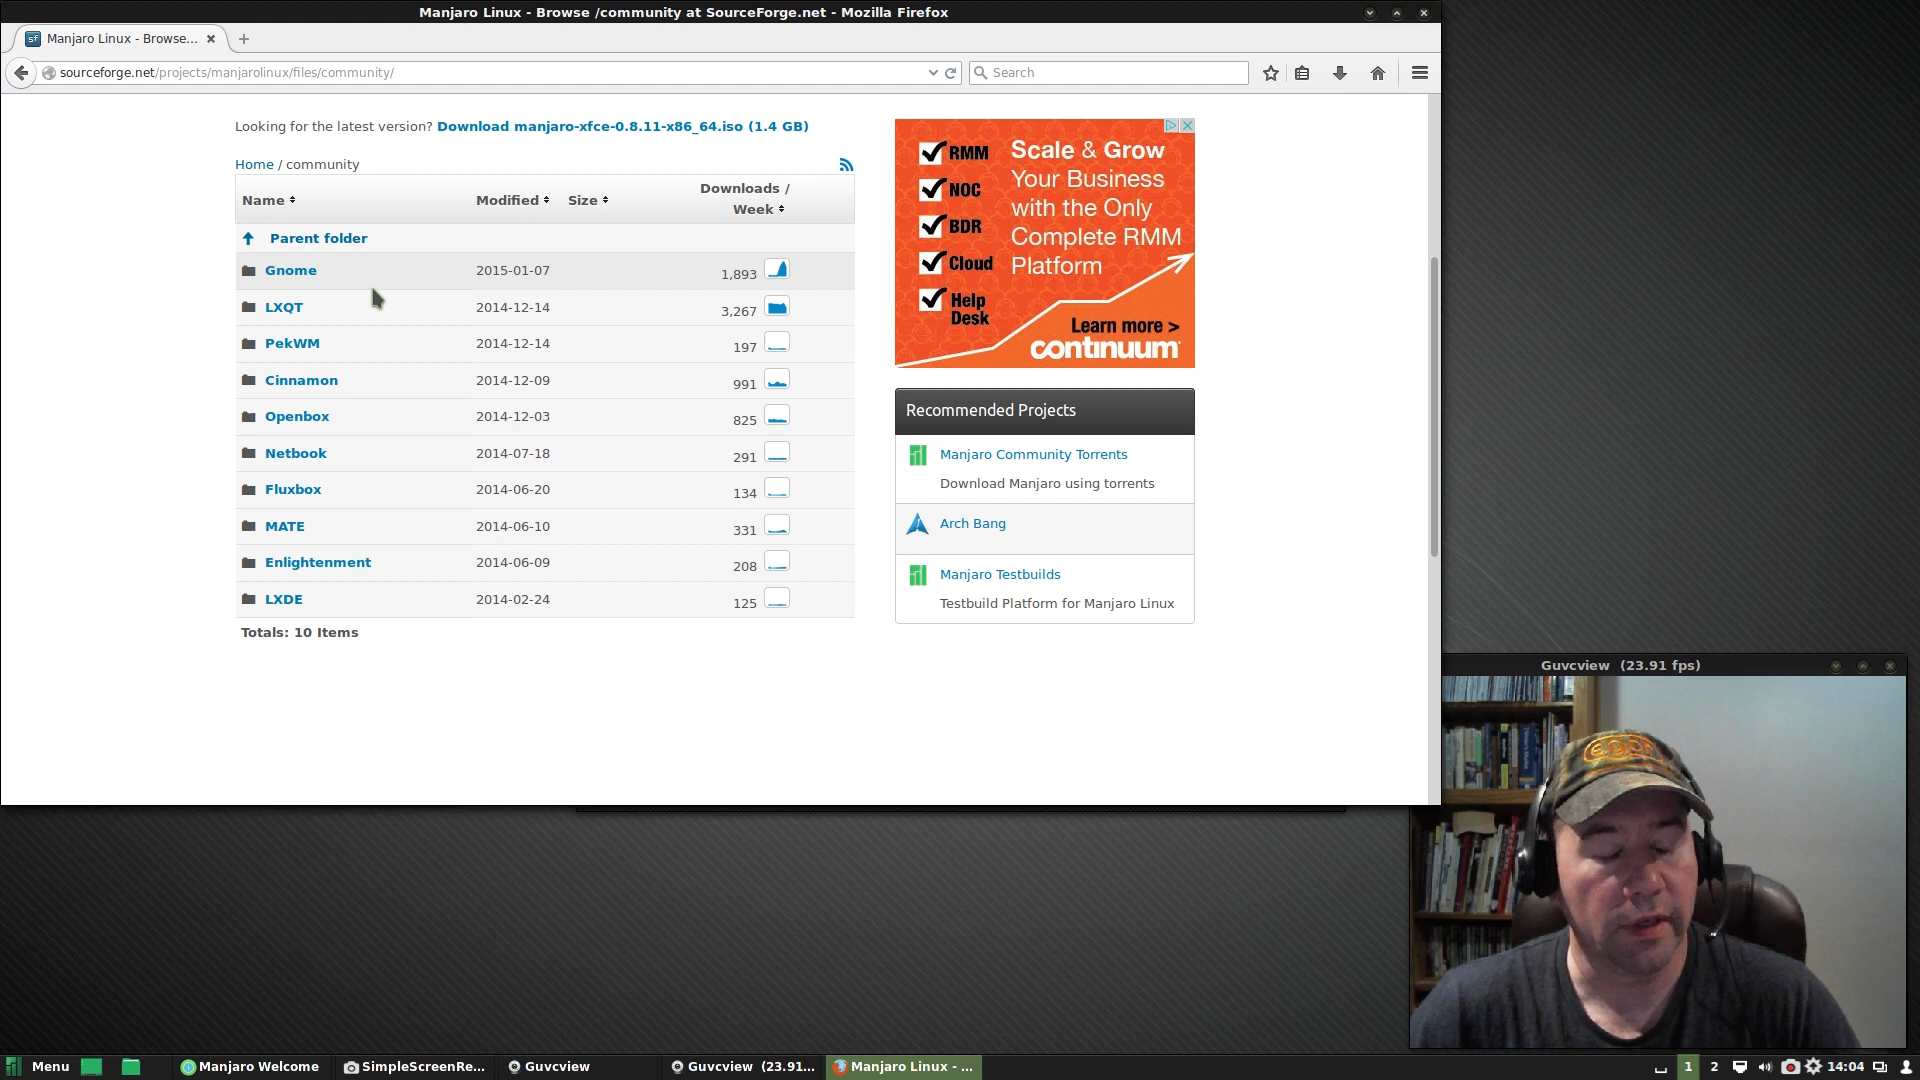 Manjaro Linux - Browse /community at SourceForge.net - Mozilla Firefox
sf Manjaro Linux - Browse...
sourceforge.net/projects/manjarolinux/files/community/
Search
Looking for the latest version? Download manjaro-xfce-0.8.11-x86_64.iso (1.4 GB)
Home / community
Name Modified Size Downloads / Week
Parent folder
Gnome 2015-01-07 1,893
LXQT 2014-12-14 3,267
PekWM 2014-12-14 197
Cinnamon 2014-12-09 991
Openbox 2014-12-03 825
Netbook 2014-07-18 291
Fluxbox 2014-06-20 134
MATE 2014-06-10 331
Enlightenment 2014-06-09 208
LXDE 2014-02-24 125
Totals: 10 Items
RMM
NOC
BDR
Cloud
Help
Desk
Scale & Grow
Your Business
with the Only
Complete RMM
Platform
Learn more >
continuum
Recommended Projects
Manjaro Community Torrents
Download Manjaro using torrents
Arch Bang
Manjaro Testbuilds
Testbuild Platform for Manjaro Linux
Guvcview (23.91 fps)
Menu
Manjaro Welcome
SimpleScreenRe...
Guvcview
Guvcview (23.91...
Manjaro Linux - ...
1
2
14:04